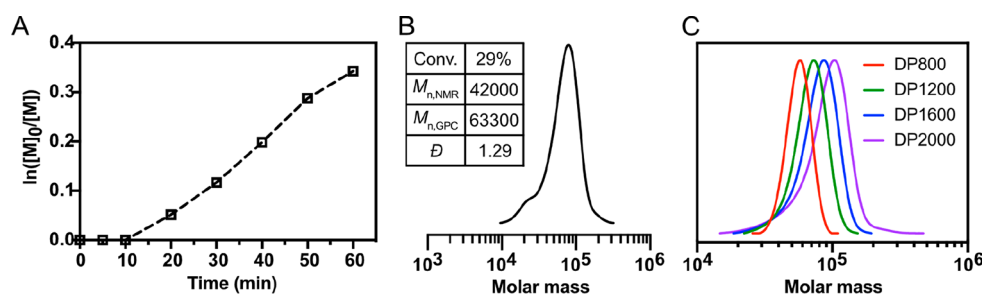 A
ln([M]₀/[M])
0.4
0.3
0.2
0.1
0.0
0 10 20 30 40 50 60
Time (min)
B
Conv. 29%
Mn,NMR 42000
Mn,GPC 63300
Đ 1.29
10³ 10⁴ 10⁵ 10⁶
Molar mass
C
DP800
DP1200
DP1600
DP2000
10⁴ 10⁵ 10⁶
Molar mass